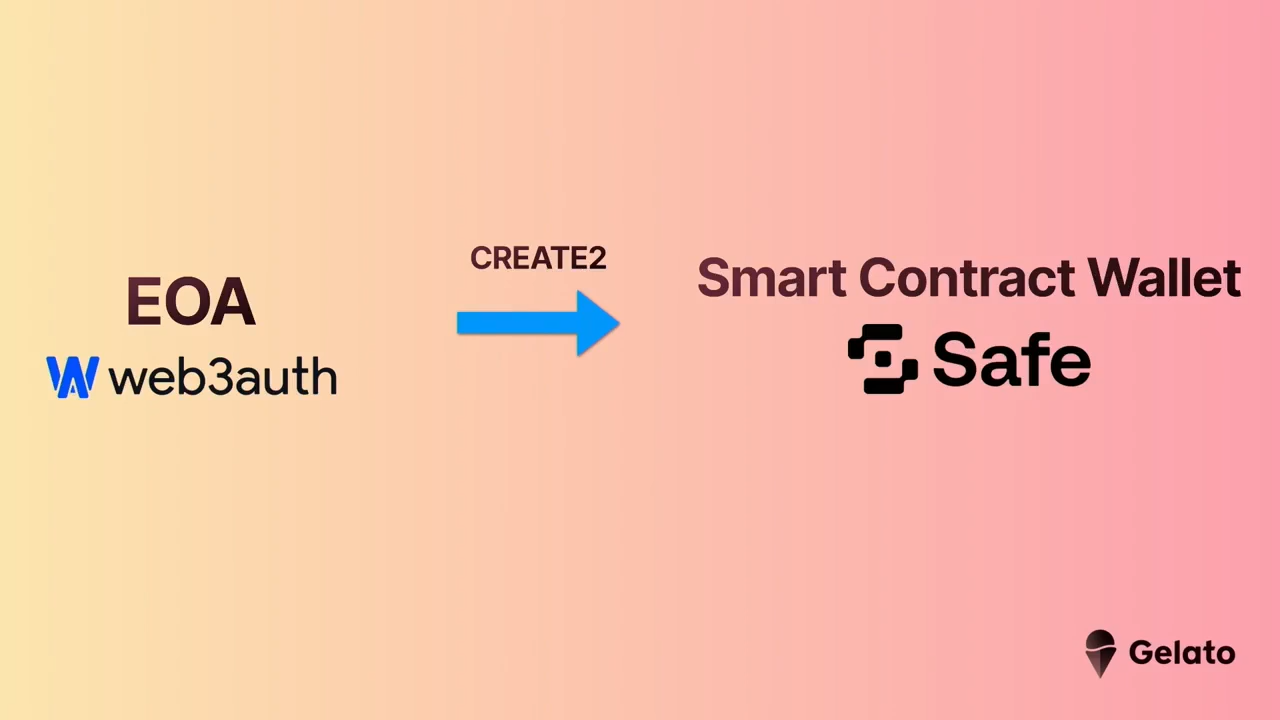 EOA
web3auth
CREATE2
Smart Contract Wallet
Safe
Gelato